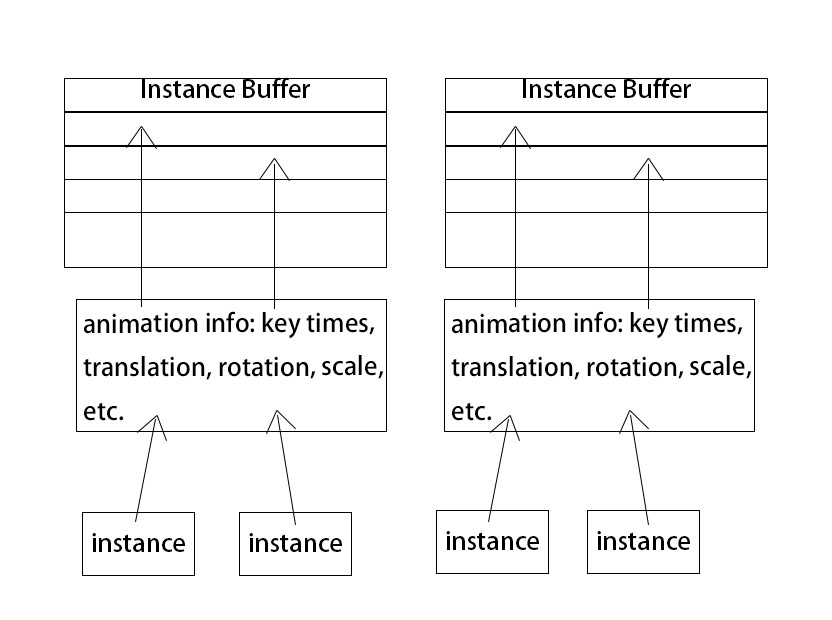 Instance Buffer
Instance Buffer
animation info: key times,
translation, rotation, scale,
etc.
animation info: key times,
translation, rotation, scale,
etc.
instance
instance
instance
instance